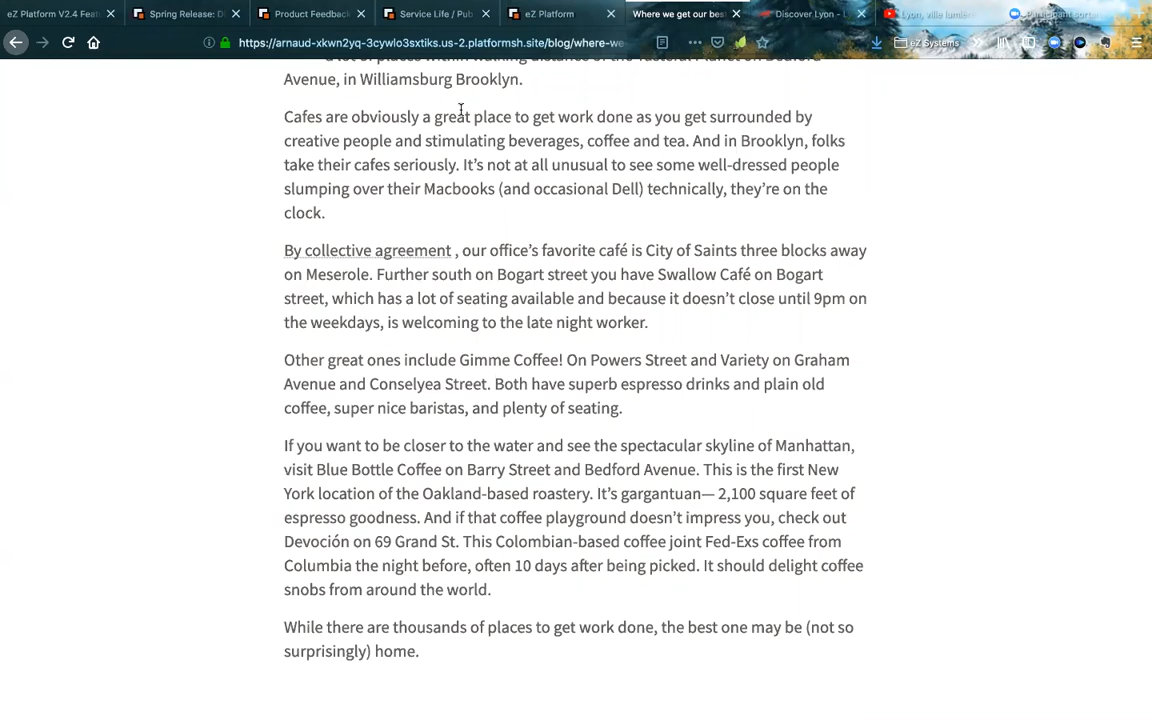 eZ Platform V2.4 Feat
Spring Release: D
Product Feedback
Service Life / Pub
eZ Platform
Where we get our bes
Discover Lyon - L
Lyon, ville lumièr
https://arnaud-xkwn2yq-3cywlo3sxtiks.us-2.platformsh.site/blog/where-we
eZ Systems
Avenue, in Williamsburg Brooklyn.
Cafes are obviously a great place to get work done as you get surrounded by
creative people and stimulating beverages, coffee and tea. And in Brooklyn, folks
take their cafes seriously. It’s not at all unusual to see some well-dressed people
slumping over their Macbooks (and occasional Dell) technically, they’re on the
clock.
By collective agreement , our office’s favorite café is City of Saints three blocks away
on Meserole. Further south on Bogart street you have Swallow Café on Bogart
street, which has a lot of seating available and because it doesn’t close until 9pm on
the weekdays, is welcoming to the late night worker.
Other great ones include Gimme Coffee! On Powers Street and Variety on Graham
Avenue and Conselyea Street. Both have superb espresso drinks and plain old
coffee, super nice baristas, and plenty of seating.
If you want to be closer to the water and see the spectacular skyline of Manhattan,
visit Blue Bottle Coffee on Barry Street and Bedford Avenue. This is the first New
York location of the Oakland-based roastery. It’s gargantuan— 2,100 square feet of
espresso goodness. And if that coffee playground doesn’t impress you, check out
Devoción on 69 Grand St. This Colombian-based coffee joint Fed-Exs coffee from
Columbia the night before, often 10 days after being picked. It should delight coffee
snobs from around the world.
While there are thousands of places to get work done, the best one may be (not so
surprisingly) home.